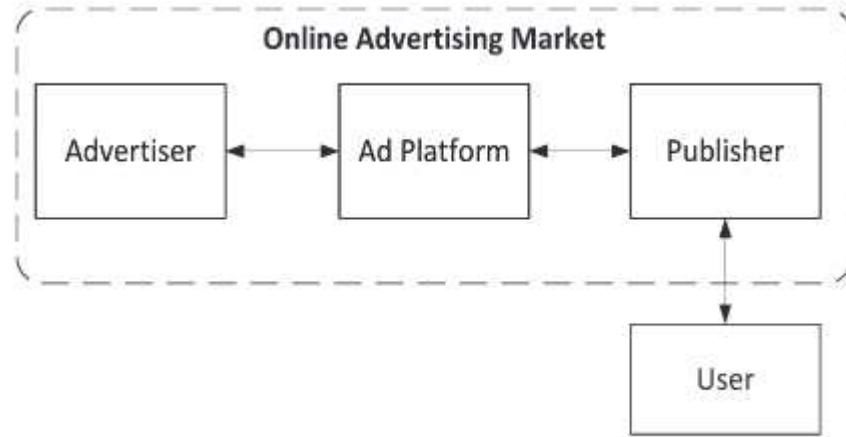 Online Advertising Market
Advertiser
Ad Platform
Publisher
User